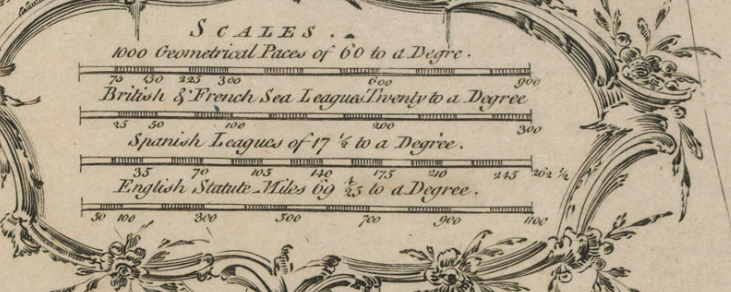 SCALES.
1000 Geometrical Paces of 60 to a Degre.
75 150 225 300 600 900
British & French Sea Leagues Twenty to a Degree
25 50 100 200 300
Spanish Leagues of 17 ½ to a Degree.
35 70 105 140 175 210 245 262 ½
English Statute Miles 69 4/25 to a Degree.
50 100 300 500 700 900 1100